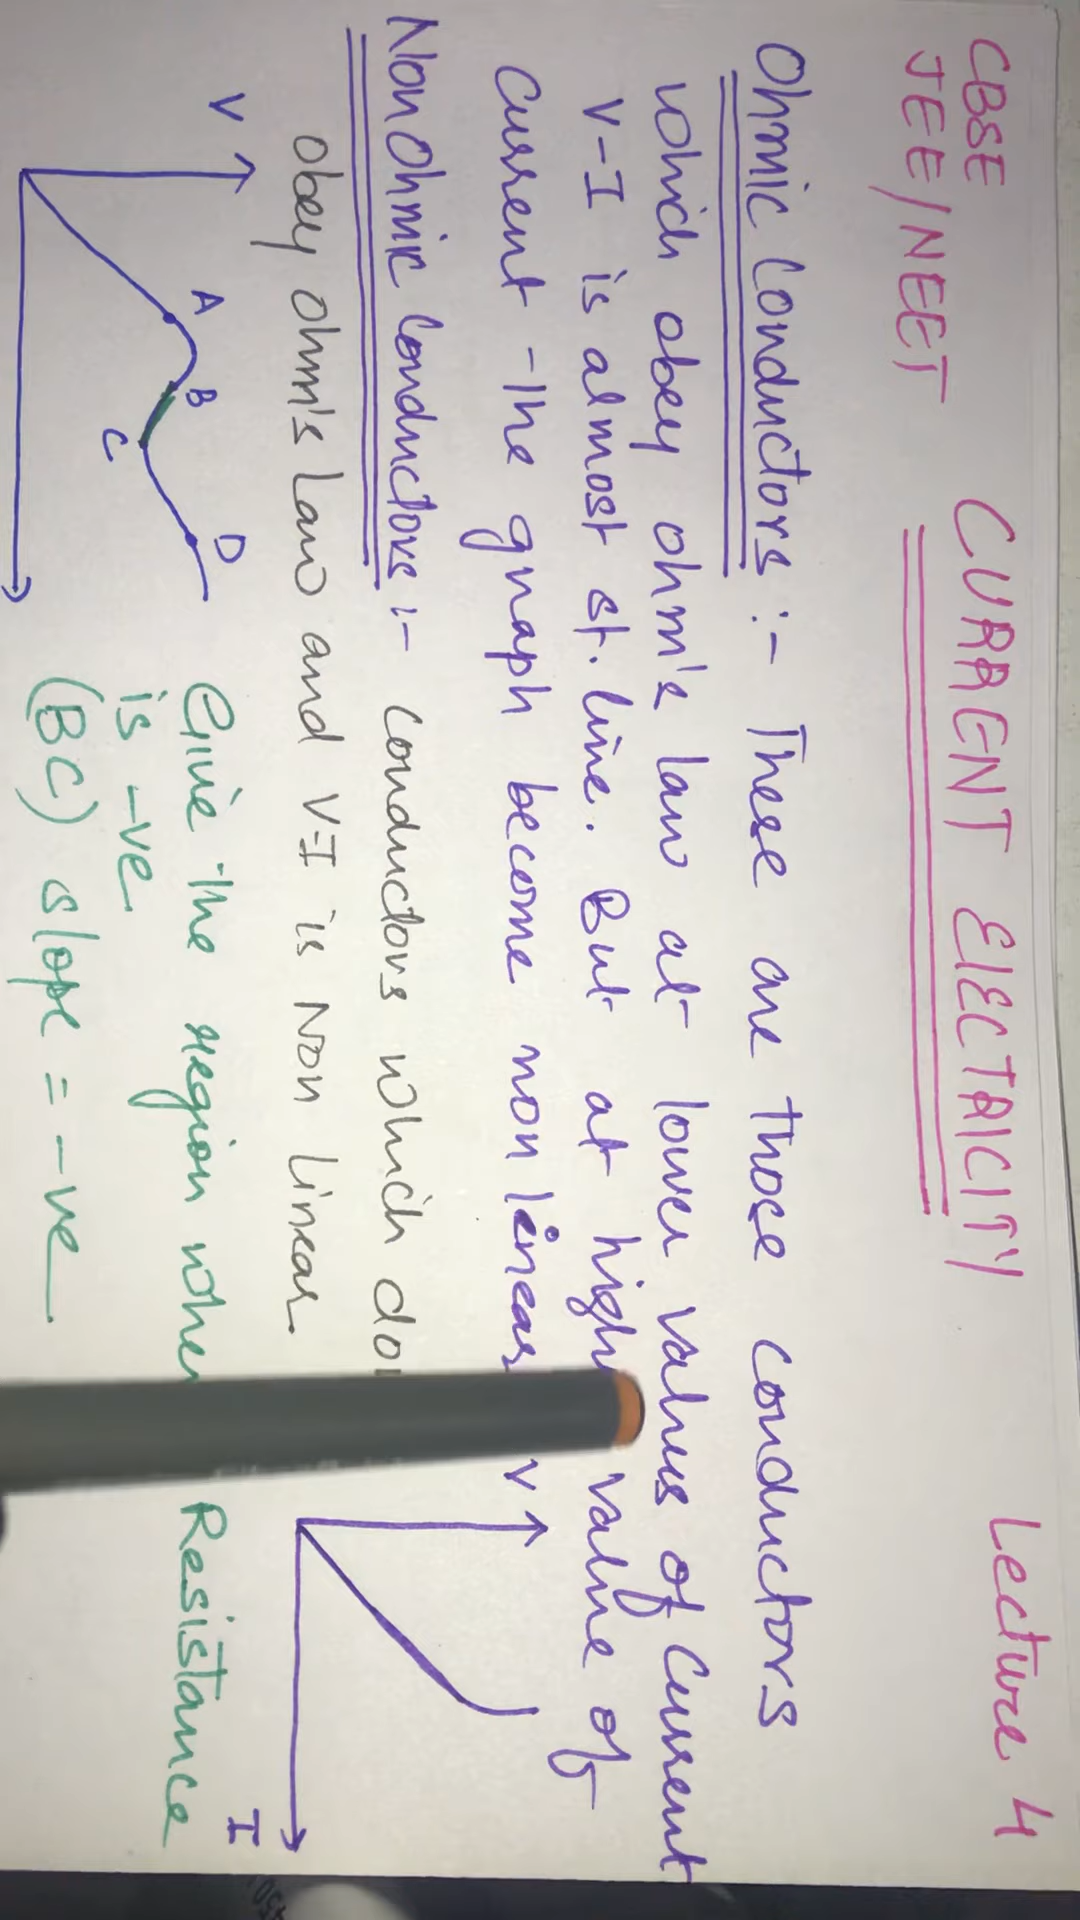 CBSE CURRENT ElECTRICITY Lecture 4
JEE/NEET
Ohmic Conductors :- These are those conductors
which obey ohm's law at lower values of Current
V-I is almost st. line. But at high value of
Current the graph become non linear
V
I
Non Ohmic Conductors :- Conductors which
obey ohm's Law and V-I is Non Linear.
V
A
B
C
D
Give the region Resistance
is -ve.
(BC) slope = -ve